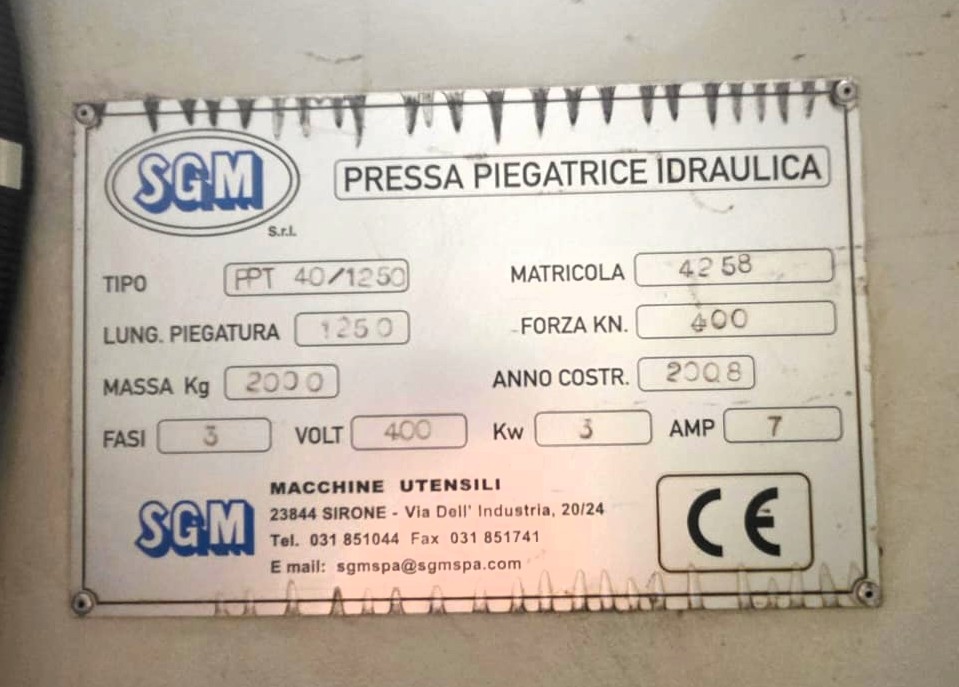 SGM
S.r.l.
PRESSA PIEGATRICE IDRAULICA
TIPO PPT 40/1250 MATRICOLA 4258
LUNG. PIEGATURA 1250 FORZA KN. 400
MASSA Kg 2000 ANNO COSTR. 2008
FASI 3 VOLT 400 Kw 3 AMP 7
SGM
MACCHINE UTENSILI
23844 SIRONE - Via Dell' Industria, 20/24
Tel. 031 851044 Fax 031 851741
E mail: sgmspa@sgmspa.com
CE